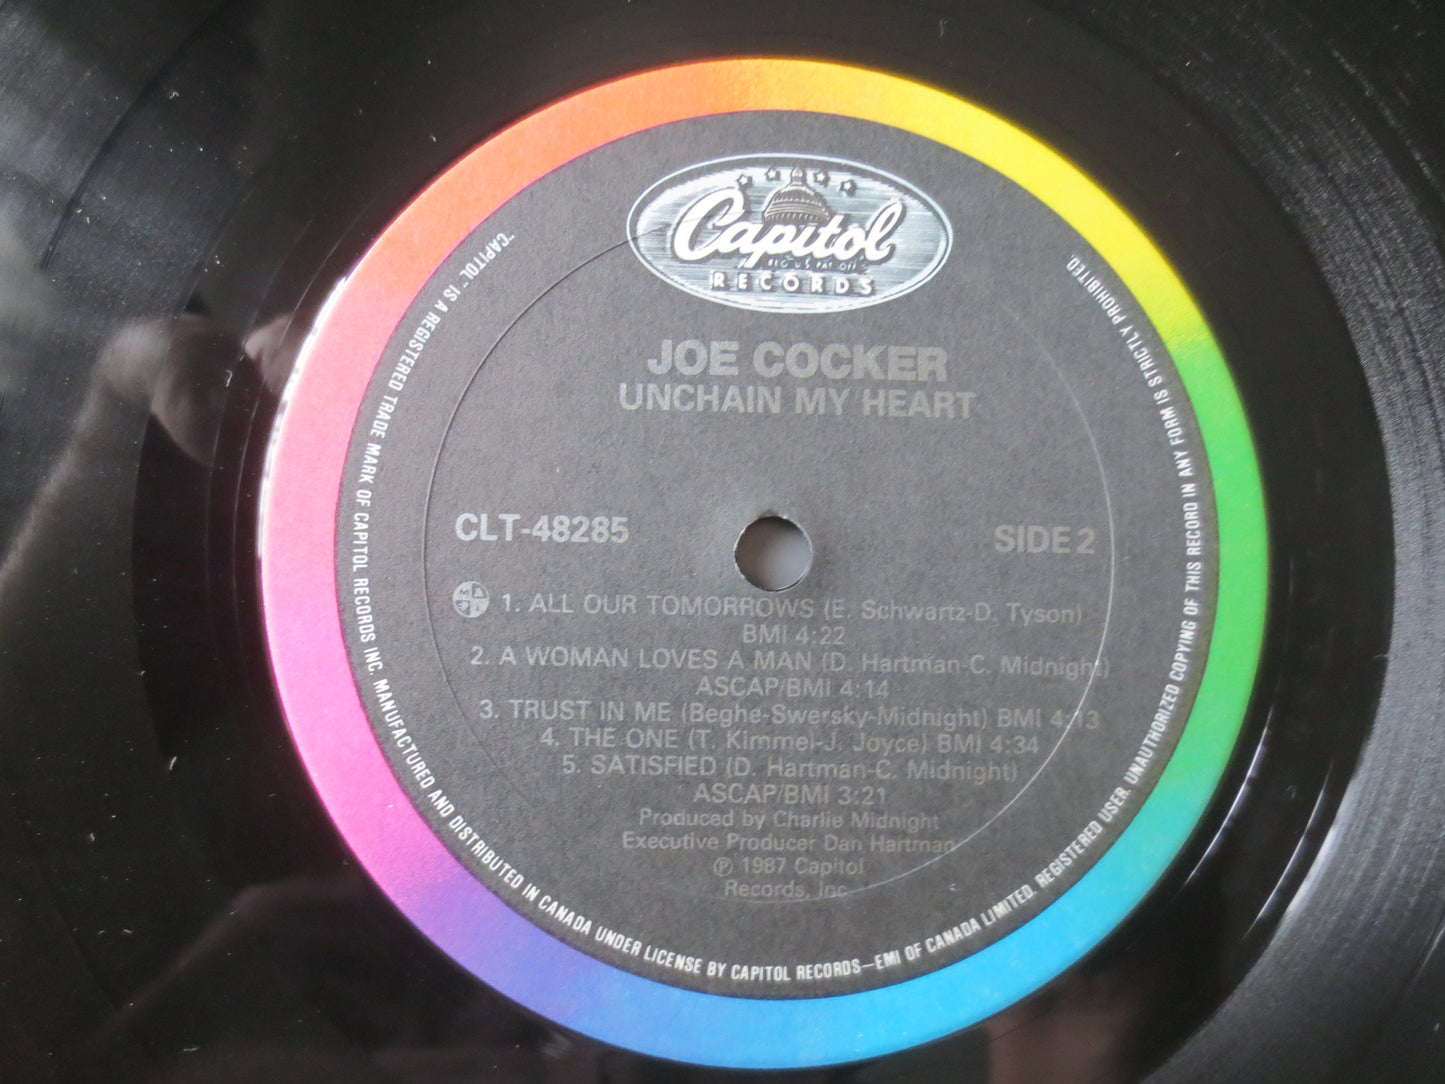 Capitol
REG. U.S. PAT. OFF.
RECORDS
JOE COCKER
UNCHAIN MY HEART
CLT-48285
SIDE 2
1. ALL OUR TOMORROWS (E. Schwartz-D. Tyson)
BMI 4:22
2. A WOMAN LOVES A MAN (D. Hartman-C. Midnight)
ASCAP/BMI 4:14
3. TRUST IN ME (Beghe-Swersky-Midnight) BMI 4:13
4. THE ONE (T. Kimmel-J. Joyce) BMI 4:34
5. SATISFIED (D. Hartman-C. Midnight)
ASCAP/BMI 3:21
Produced by Charlie Midnight
Executive Producer Dan Hartman
℗ 1987 Capitol
Records, Inc.
"CAPITOL" IS A REGISTERED TRADE MARK OF CAPITOL RECORDS INC. MANUFACTURED AND DISTRIBUTED IN CANADA UNDER LICENSE BY CAPITOL RECORDS—EMI OF CANADA LIMITED. REGISTERED USER. UNAUTHORIZED COPYING OF THIS RECORD IN ANY FORM IS STRICTLY PROHIBITED.